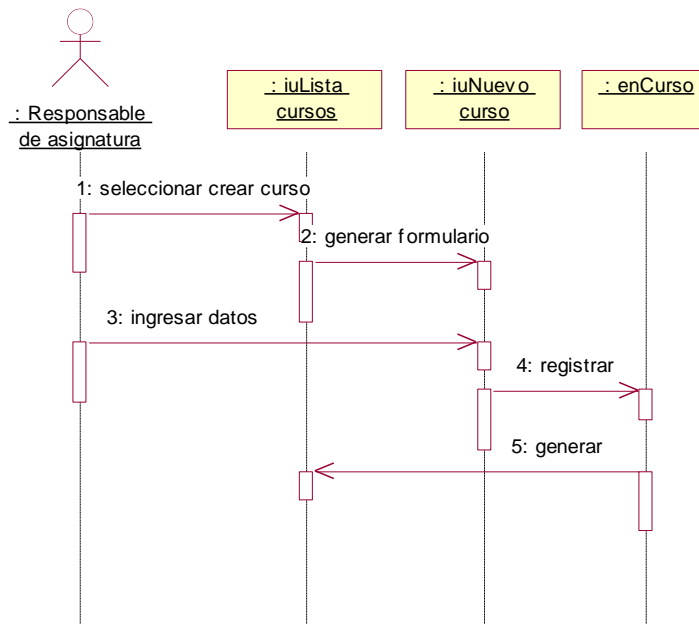 : Responsable
de asignatura
: iuLista
cursos
: iuNuevo
curso
: enCurso
1: seleccionar crear curso
2: generar formulario
3: ingresar datos
4: registrar
5: generar